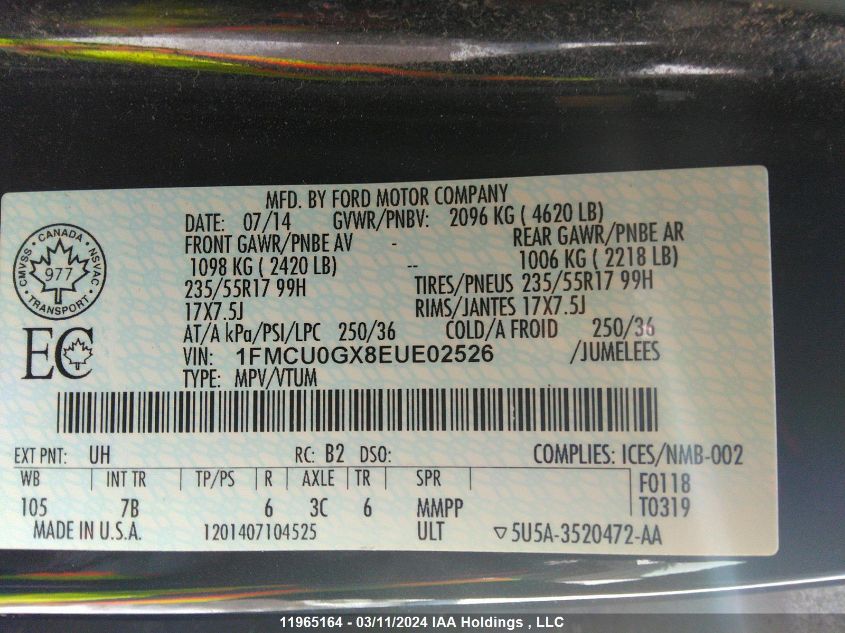 MFD. BY FORD MOTOR COMPANY
DATE: 07/14 GVWR/PNBV: 2096 KG ( 4620 LB)
FRONT GAWR/PNBE AV - REAR GAWR/PNBE AR
1098 KG ( 2420 LB) -- 1006 KG ( 2218 LB)
235/55R17 99H TIRES/PNEUS 235/55R17 99H
17X7.5J RIMS/JANTES 17X7.5J
AT/A kPa/PSI/LPC 250/36 COLD/A FROID 250/36
VIN: 1FMCU0GX8EUE02526 /JUMELEES
TYPE: MPV/VTUM
CANADA
CMVSS NSVAC
977
TRANSPORT
EC
EXT PNT: UH RC: B2 DSO: COMPLIES: ICES/NMB-002
WB INT TR TP/PS R AXLE TR SPR F0118
105 7B 6 3C 6 MMPP T0319
MADE IN U.S.A. 1201407104525 ULT ▽5U5A-3520472-AA
11965164 - 03/11/2024 IAA Holdings , LLC